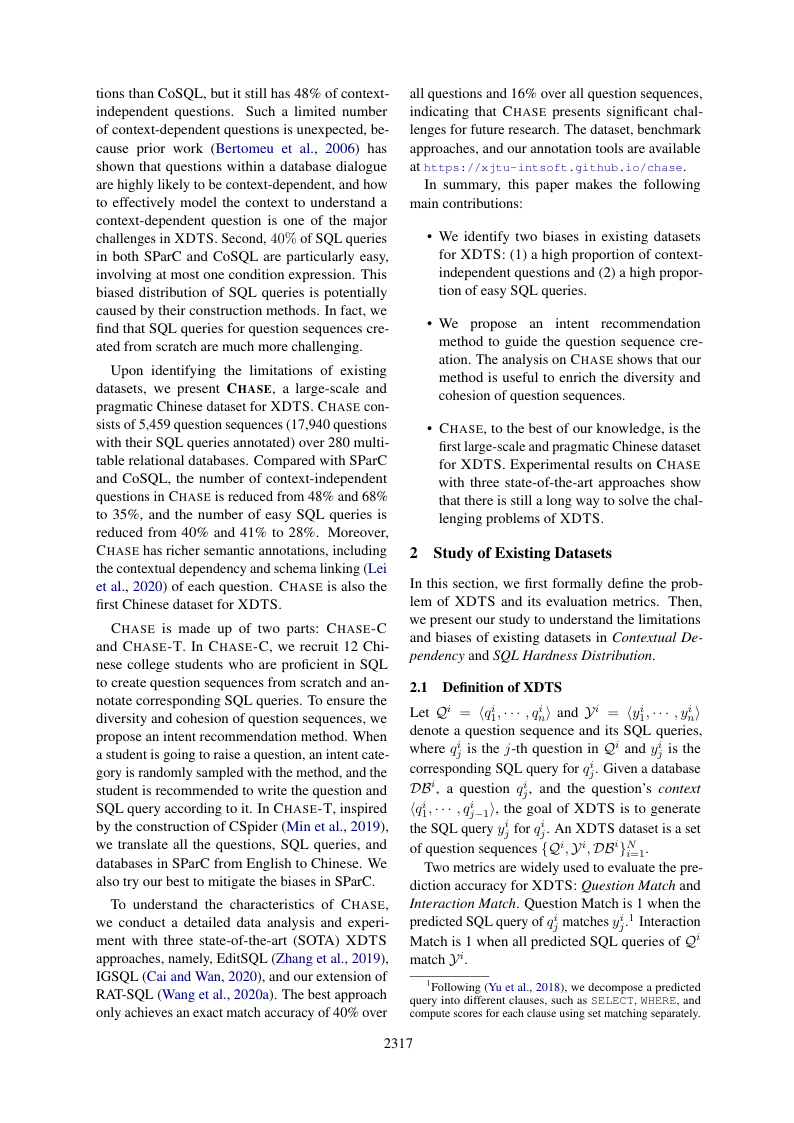 tions than CoSQL, but it still has 48% of context-
independent questions. Such a limited number
of context-dependent questions is unexpected, be-
cause prior work (Bertomeu et al., 2006) has
shown that questions within a database dialogue
are highly likely to be context-dependent, and how
to effectively model the context to understand a
context-dependent question is one of the major
challenges in XDTS. Second, 40% of SQL queries
in both SParC and CoSQL are particularly easy,
involving at most one condition expression. This
biased distribution of SQL queries is potentially
caused by their construction methods. In fact, we
find that SQL queries for question sequences cre-
ated from scratch are much more challenging.
Upon identifying the limitations of existing
datasets, we present CHASE, a large-scale and
pragmatic Chinese dataset for XDTS. CHASE con-
sists of 5,459 question sequences (17,940 questions
with their SQL queries annotated) over 280 multi-
table relational databases. Compared with SParC
and CoSQL, the number of context-independent
questions in CHASE is reduced from 48% and 68%
to 35%, and the number of easy SQL queries is
reduced from 40% and 41% to 28%. Moreover,
CHASE has richer semantic annotations, including
the contextual dependency and schema linking (Lei
et al., 2020) of each question. CHASE is also the
first Chinese dataset for XDTS.
CHASE is made up of two parts: CHASE-C
and CHASE-T. In CHASE-C, we recruit 12 Chi-
nese college students who are proficient in SQL
to create question sequences from scratch and an-
notate corresponding SQL queries. To ensure the
diversity and cohesion of question sequences, we
propose an intent recommendation method. When
a student is going to raise a question, an intent cate-
gory is randomly sampled with the method, and the
student is recommended to write the question and
SQL query according to it. In CHASE-T, inspired
by the construction of CSpider (Min et al., 2019),
we translate all the questions, SQL queries, and
databases in SParC from English to Chinese. We
also try our best to mitigate the biases in SParC.
To understand the characteristics of CHASE,
we conduct a detailed data analysis and experi-
ment with three state-of-the-art (SOTA) XDTS
approaches, namely, EditSQL (Zhang et al., 2019),
IGSQL (Cai and Wan, 2020), and our extension of
RAT-SQL (Wang et al., 2020a). The best approach
only achieves an exact match accuracy of 40% over
all questions and 16% over all question sequences,
indicating that CHASE presents significant chal-
lenges for future research. The dataset, benchmark
approaches, and our annotation tools are available
at https://xjtu-intsoft.github.io/chase.
In summary, this paper makes the following
main contributions:
• We identify two biases in existing datasets
for XDTS: (1) a high proportion of context-
independent questions and (2) a high propor-
tion of easy SQL queries.
• We propose an intent recommendation
method to guide the question sequence cre-
ation. The analysis on CHASE shows that our
method is useful to enrich the diversity and
cohesion of question sequences.
• CHASE, to the best of our knowledge, is the
first large-scale and pragmatic Chinese dataset
for XDTS. Experimental results on CHASE
with three state-of-the-art approaches show
that there is still a long way to solve the chal-
lenging problems of XDTS.
2 Study of Existing Datasets
In this section, we first formally define the prob-
lem of XDTS and its evaluation metrics. Then,
we present our study to understand the limitations
and biases of existing datasets in Contextual De-
pendency and SQL Hardness Distribution.
2.1 Definition of XDTS
Let 𝒬^i = ⟨q_1^i, ⋯ , q_n^i⟩ and 𝒴^i = ⟨y_1^i, ⋯ , y_n^i⟩
denote a question sequence and its SQL queries,
where q_j^i is the j-th question in 𝒬^i and y_j^i is the
corresponding SQL query for q_j^i. Given a database
𝒟ℬ^i, a question q_j^i, and the question's context
⟨q_1^i, ⋯ , q_{j−1}^i⟩, the goal of XDTS is to generate
the SQL query y_j^i for q_j^i. An XDTS dataset is a set
of question sequences {𝒬^i, 𝒴^i, 𝒟ℬ^i}_{i=1}^N.
Two metrics are widely used to evaluate the pre-
diction accuracy for XDTS: Question Match and
Interaction Match. Question Match is 1 when the
predicted SQL query of q_j^i matches y_j^i.¹ Interaction
Match is 1 when all predicted SQL queries of 𝒬^i
match 𝒴^i.
¹Following (Yu et al., 2018), we decompose a predicted
query into different clauses, such as SELECT, WHERE, and
compute scores for each clause using set matching separately.
2317